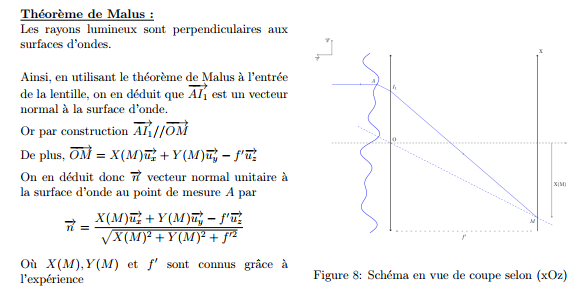 Théorème de Malus :
Les rayons lumineux sont perpendiculaires aux
surfaces d'ondes.
Ainsi, en utilisant le théorème de Malus à l'entrée
de la lentille, on en déduit que $\overrightarrow{AI_1}$ est un vecteur
normal à la surface d'onde.
Or par construction $\overrightarrow{AI_1}//\overrightarrow{OM}$
De plus, $\overrightarrow{OM} = X(M)\overrightarrow{u_x} + Y(M)\overrightarrow{u_y} - f'\overrightarrow{u_z}$
On en déduit donc $\overrightarrow{n}$ vecteur normal unitaire à
la surface d'onde au point de mesure $A$ par
$\overrightarrow{n} = \frac{X(M)\overrightarrow{u_x} + Y(M)\overrightarrow{u_y} - f'\overrightarrow{u_z}}{\sqrt{X(M)^2 + Y(M)^2 + f'^2}}$
Où $X(M), Y(M)$ et $f'$ sont connus grâce à
l'expérience
X
A
I₁
O
X(M)
M
f'
Figure 8: Schéma en vue de coupe selon (xOz)